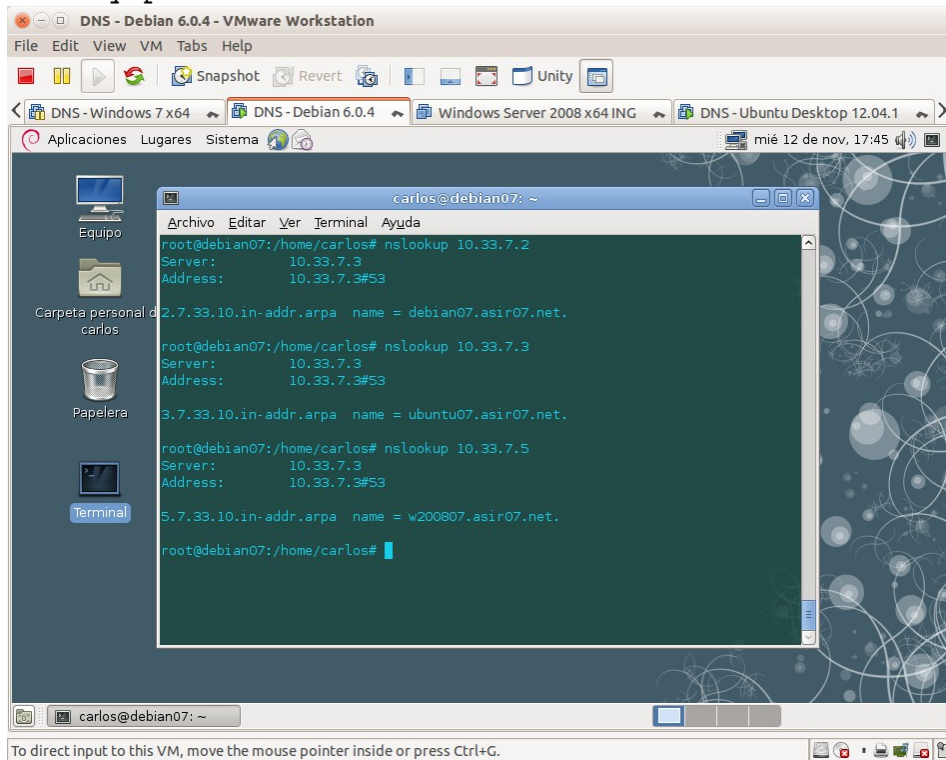 DNS - Debian 6.0.4 - VMware Workstation
File Edit View VM Tabs Help
Snapshot Revert Unity
DNS - Windows 7 x64 DNS - Debian 6.0.4 Windows Server 2008 x64 ING DNS - Ubuntu Desktop 12.04.1
Aplicaciones Lugares Sistema mié 12 de nov, 17:45
Equipo
Carpeta personal d
carlos
Papelera
Terminal
carlos@debian07: ~
Archivo Editar Ver Terminal Ayuda
root@debian07:/home/carlos# nslookup 10.33.7.2
Server: 10.33.7.3
Address: 10.33.7.3#53
2.7.33.10.in-addr.arpa name = debian07.asir07.net.
root@debian07:/home/carlos# nslookup 10.33.7.3
Server: 10.33.7.3
Address: 10.33.7.3#53
3.7.33.10.in-addr.arpa name = ubuntu07.asir07.net.
root@debian07:/home/carlos# nslookup 10.33.7.5
Server: 10.33.7.3
Address: 10.33.7.3#53
5.7.33.10.in-addr.arpa name = w200807.asir07.net.
root@debian07:/home/carlos#
carlos@debian07: ~
To direct input to this VM, move the mouse pointer inside or press Ctrl+G.